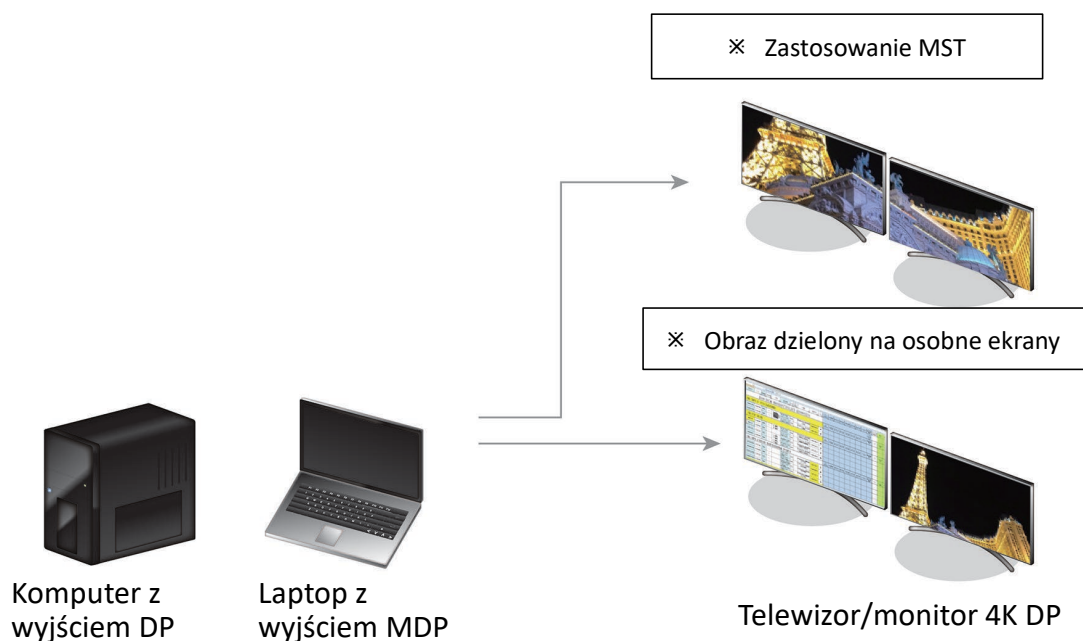 ※ Zastosowanie MST
※ Obraz dzielony na osobne ekrany
Komputer z
wyjściem DP
Laptop z
wyjściem MDP
Telewizor/monitor 4K DP